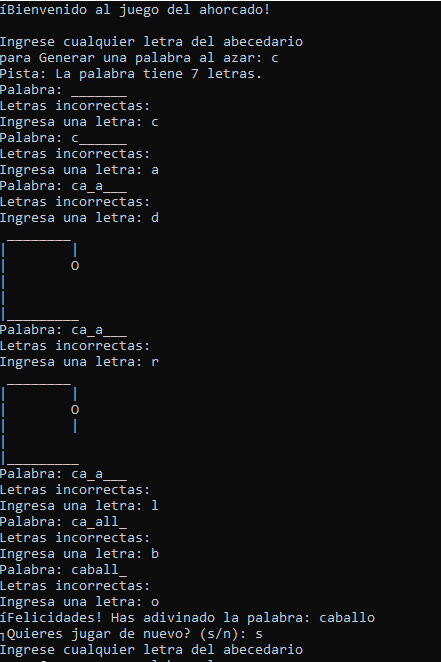 íBienvenido al juego del ahorcado!
Ingrese cualquier letra del abecedario
para Generar una palabra al azar: c
Pista: La palabra tiene 7 letras.
Palabra: _______
Letras incorrectas:
Ingresa una letra: c
Palabra: c______
Letras incorrectas:
Ingresa una letra: a
Palabra: ca_a___
Letras incorrectas:
Ingresa una letra: d
 ________
|        |
|        O
|
|
|_________
Palabra: ca_a___
Letras incorrectas:
Ingresa una letra: r
 ________
|        |
|        O
|        |
|
|_________
Palabra: ca_a___
Letras incorrectas:
Ingresa una letra: l
Palabra: ca_all_
Letras incorrectas:
Ingresa una letra: b
Palabra: caball_
Letras incorrectas:
Ingresa una letra: o
íFelicidades! Has adivinado la palabra: caballo
┐Quieres jugar de nuevo? (s/n): s
Ingrese cualquier letra del abecedario